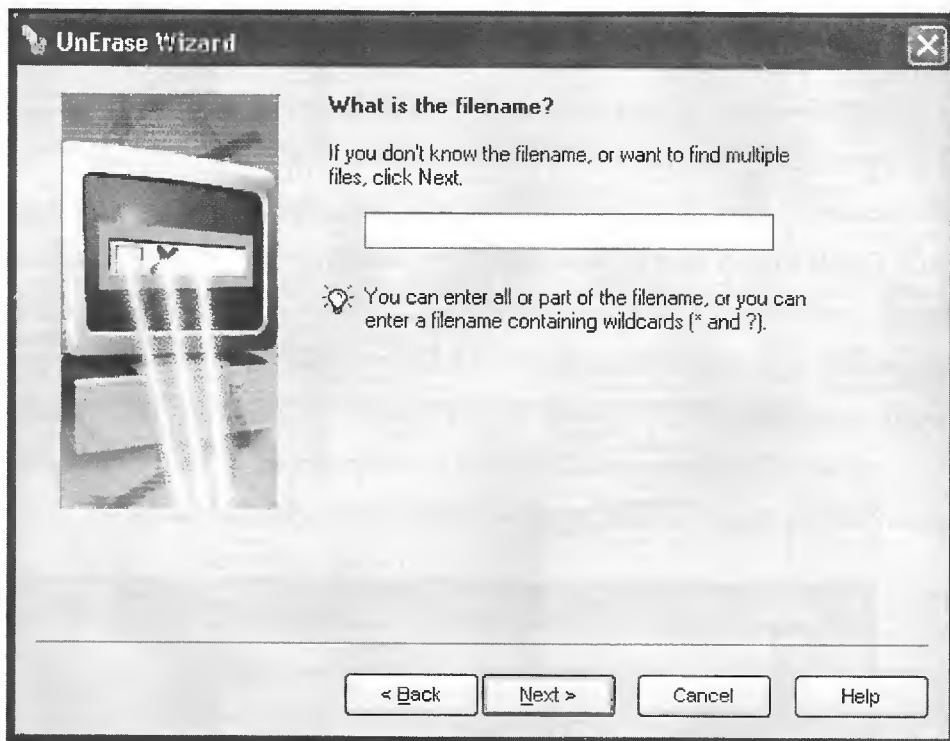 UnErase Wizard
What is the filename?
If you don't know the filename, or want to find multiple
files, click Next.
You can enter all or part of the filename, or you can
enter a filename containing wildcards (* and ?).
< Back
Next >
Cancel
Help